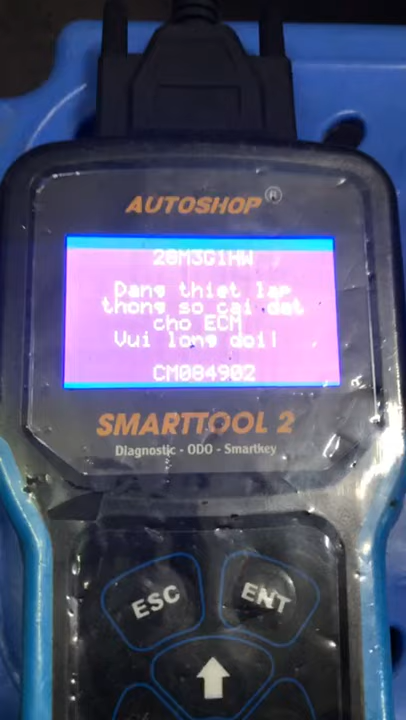 AUTOSHOP®
20M3G1HW
Dang thiet lap
thong so cai dat
cho ECM
Vui long doi!
CM084902
SMARTTOOL 2
Diagnostic - ODO - Smartkey
ESC
ENT